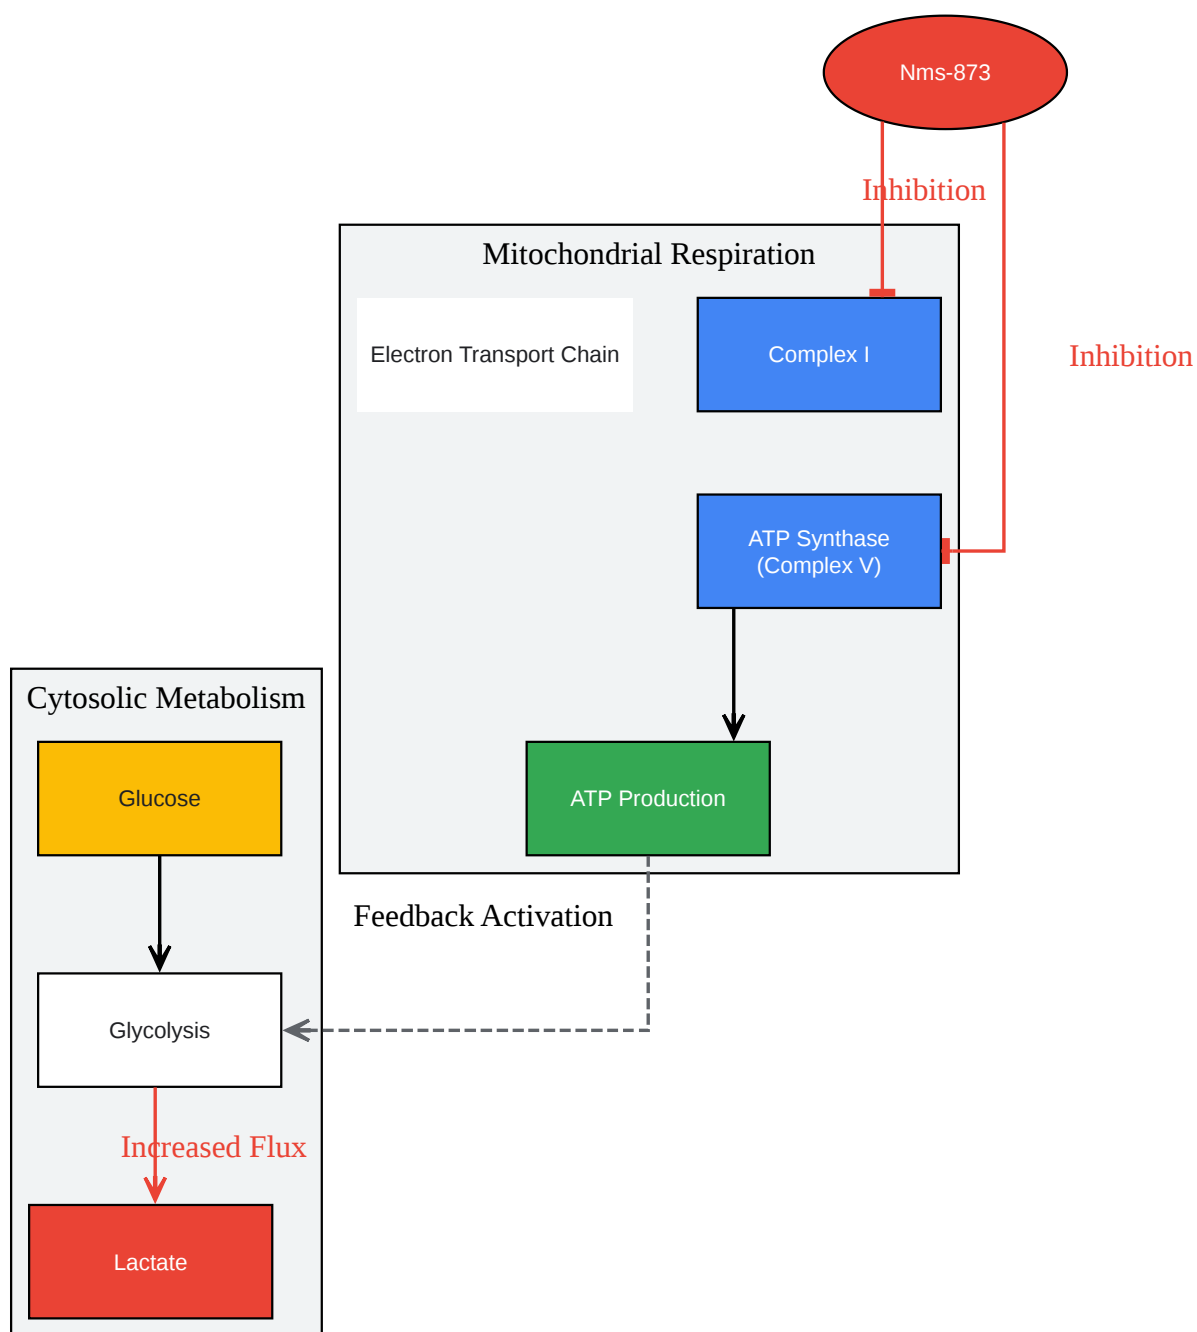 Nms-873
Inhibition
Mitochondrial Respiration
Electron Transport Chain
Complex I
Inhibition
ATP Synthase
(Complex V)
Cytosolic Metabolism
Glucose
ATP Production
Feedback Activation
Glycolysis
Increased Flux
Lactate